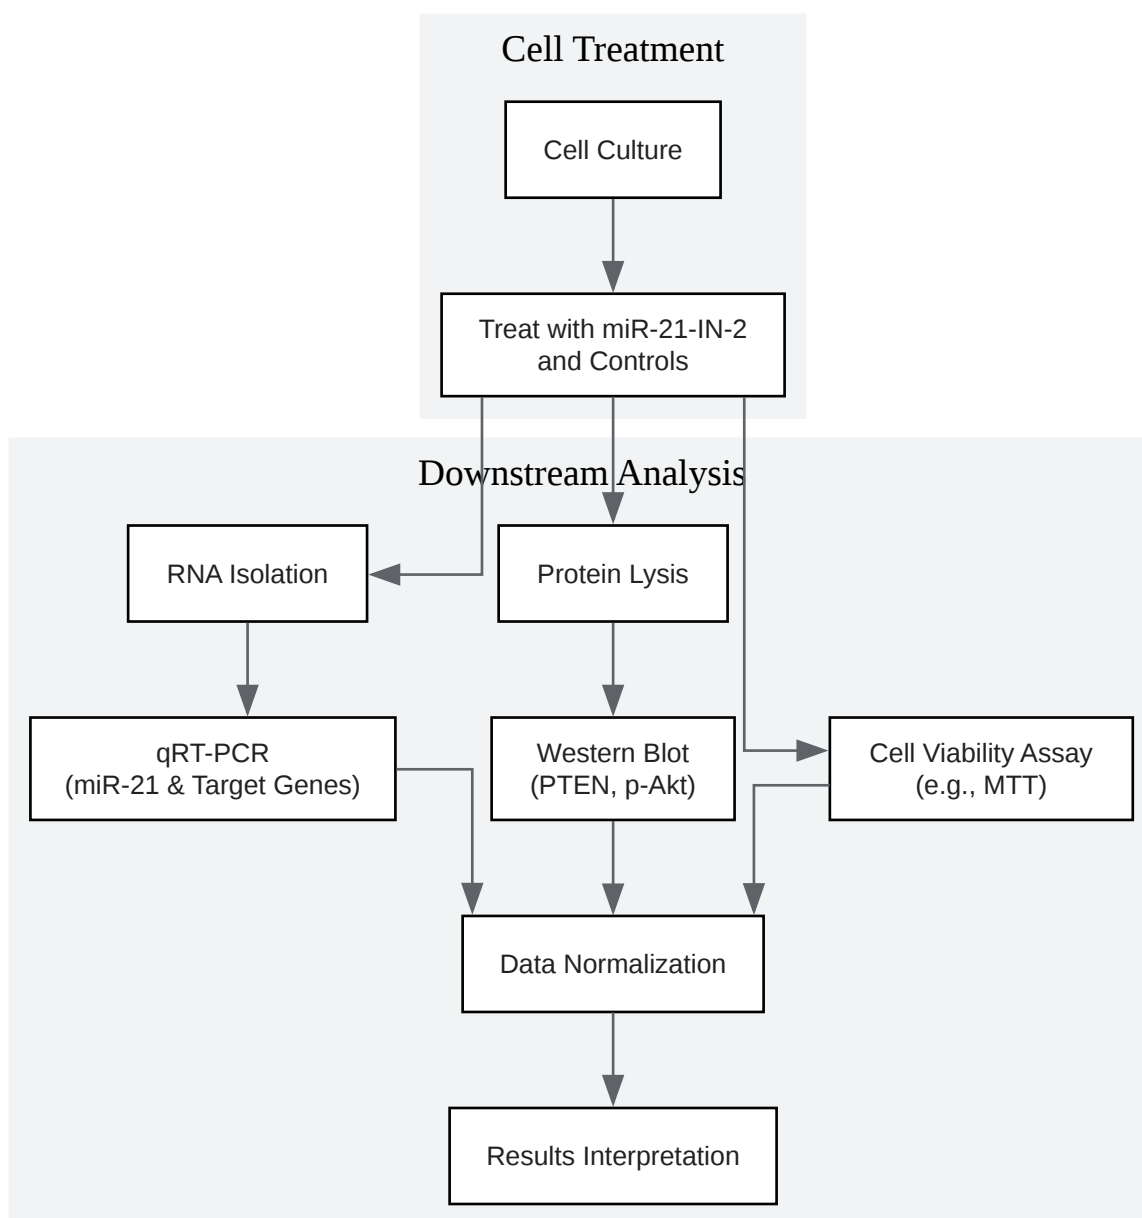 Cell Treatment
Cell Culture
Treat with miR-21-IN-2
and Controls
Downstream Analysis
RNA Isolation
Protein Lysis
qRT-PCR
(miR-21 & Target Genes)
Western Blot
(PTEN, p-Akt)
Cell Viability Assay
(e.g., MTT)
Data Normalization
Results Interpretation